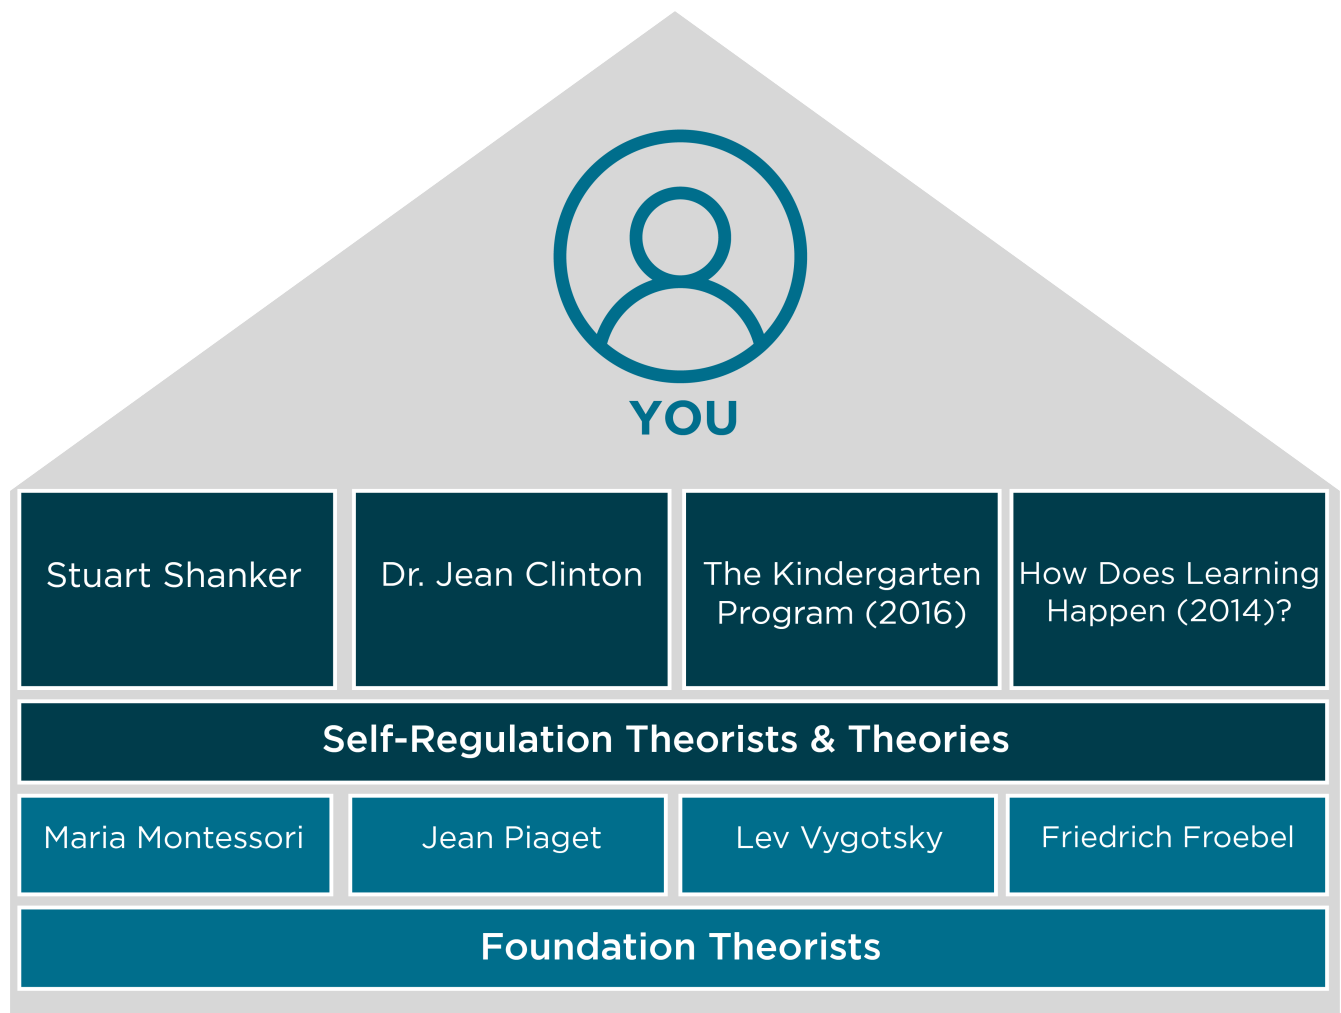 YOU
Stuart Shanker
Dr. Jean Clinton
The Kindergarten
Program (2016)
How Does Learning
Happen (2014)?
Self-Regulation Theorists & Theories
Maria Montessori
Jean Piaget
Lev Vygotsky
Friedrich Froebel
Foundation Theorists